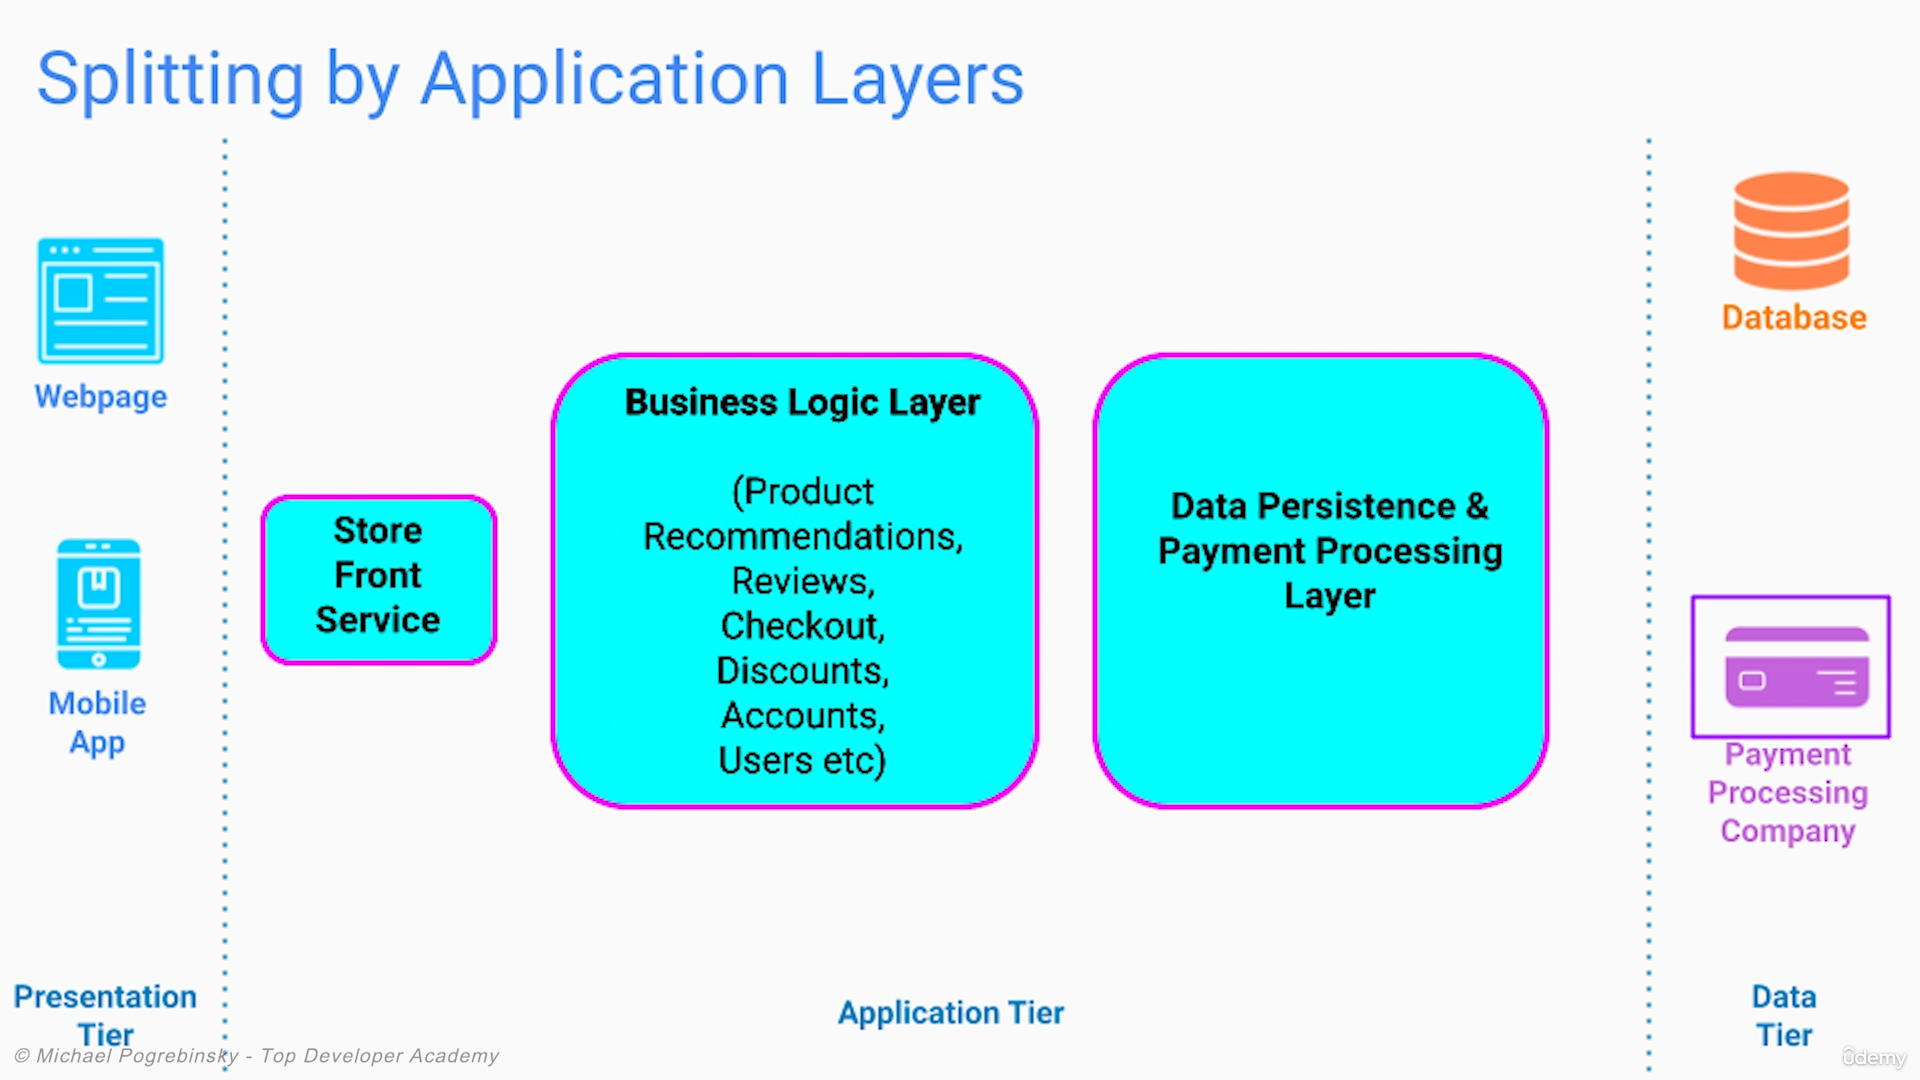 Splitting by Application Layers
Webpage
Mobile
App
Presentation
Tier
Store
Front
Service
Business Logic Layer
(Product
Recommendations,
Reviews,
Checkout,
Discounts,
Accounts,
Users etc)
Data Persistence &
Payment Processing
Layer
Application Tier
Database
Payment
Processing
Company
Data
Tier
© Michael Pogrebinsky - Top Developer Academy
ûdemy